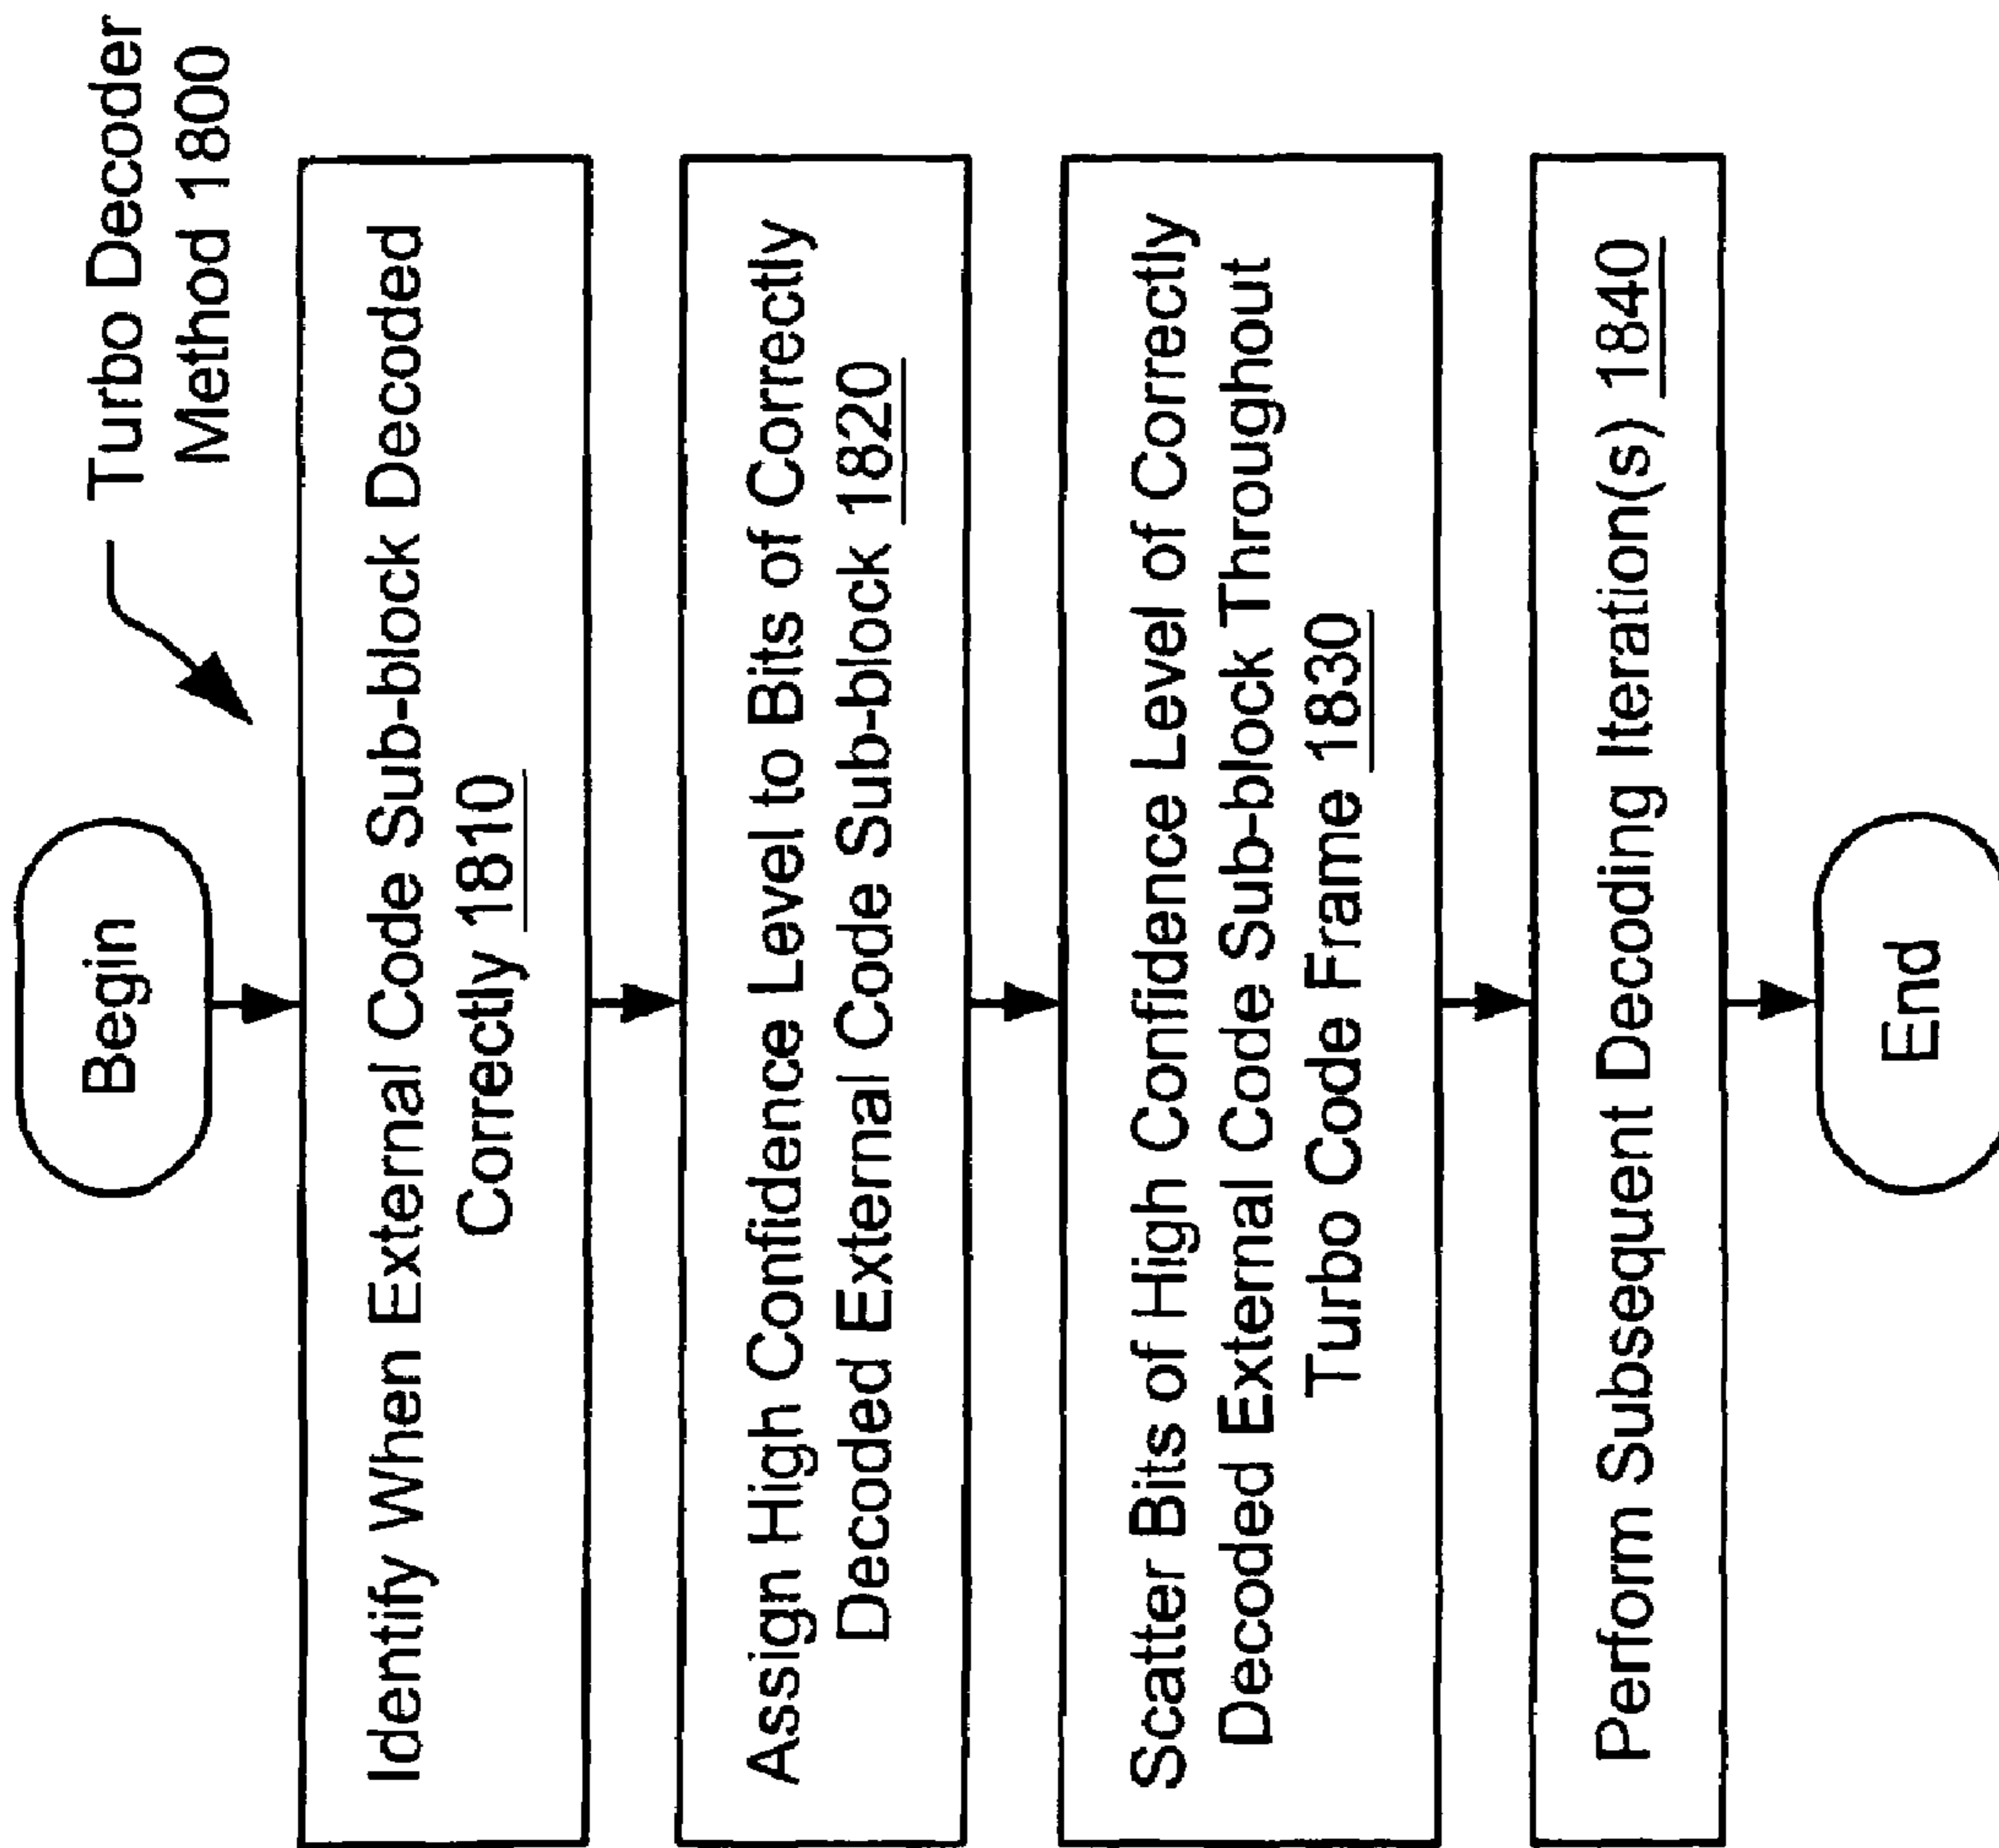 Turbo Decoder
Method 1800
Begin
Identify When External Code Sub-block Decoded
Correctly 1810
Assign High Confidence Level to Bits of Correctly
Decoded External Code Sub-block 1820
Scatter Bits of High Confidence Level of Correctly
Decoded External Code Sub-block Throughout
Turbo Code Frame 1830
Perform Subsequent Decoding Iteration(s) 1840
End